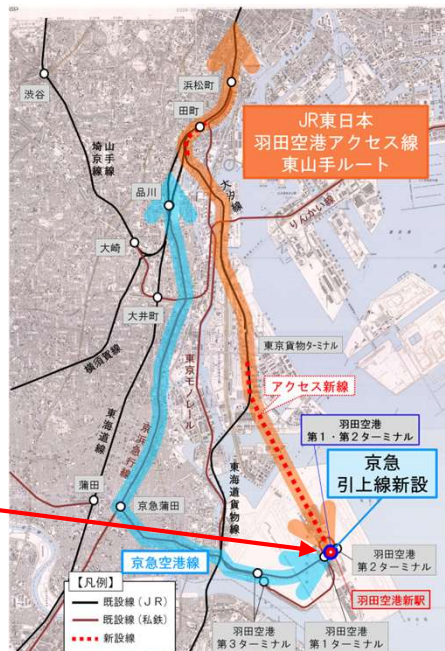 浜松町
渋谷
田町
JR東日本
羽田空港アクセス線
東山手ルート
山手線
埼京線
品川
大汐線
りんかい線
大崎
大井町
横須賀線
東京貨物ターミナル
東京モノレール
アクセス新線
京浜急行線
東海道線
羽田空港
第1・第2ターミナル
京急
引上線新設
蒲田
京急蒲田
東海道貨物線
京急空港線
羽田空港
第2ターミナル
羽田空港新駅
【凡例】
既設線(JR)
既設線(私鉄)
新設線
羽田空港
第3ターミナル
羽田空港
第1ターミナル